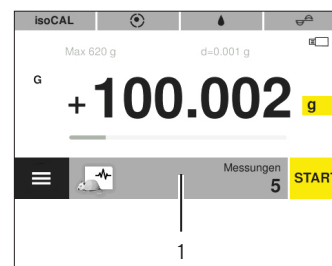 isoCAL
Max 620 g d=0.001 g
G
+100.002 g
Messungen
5
START
1